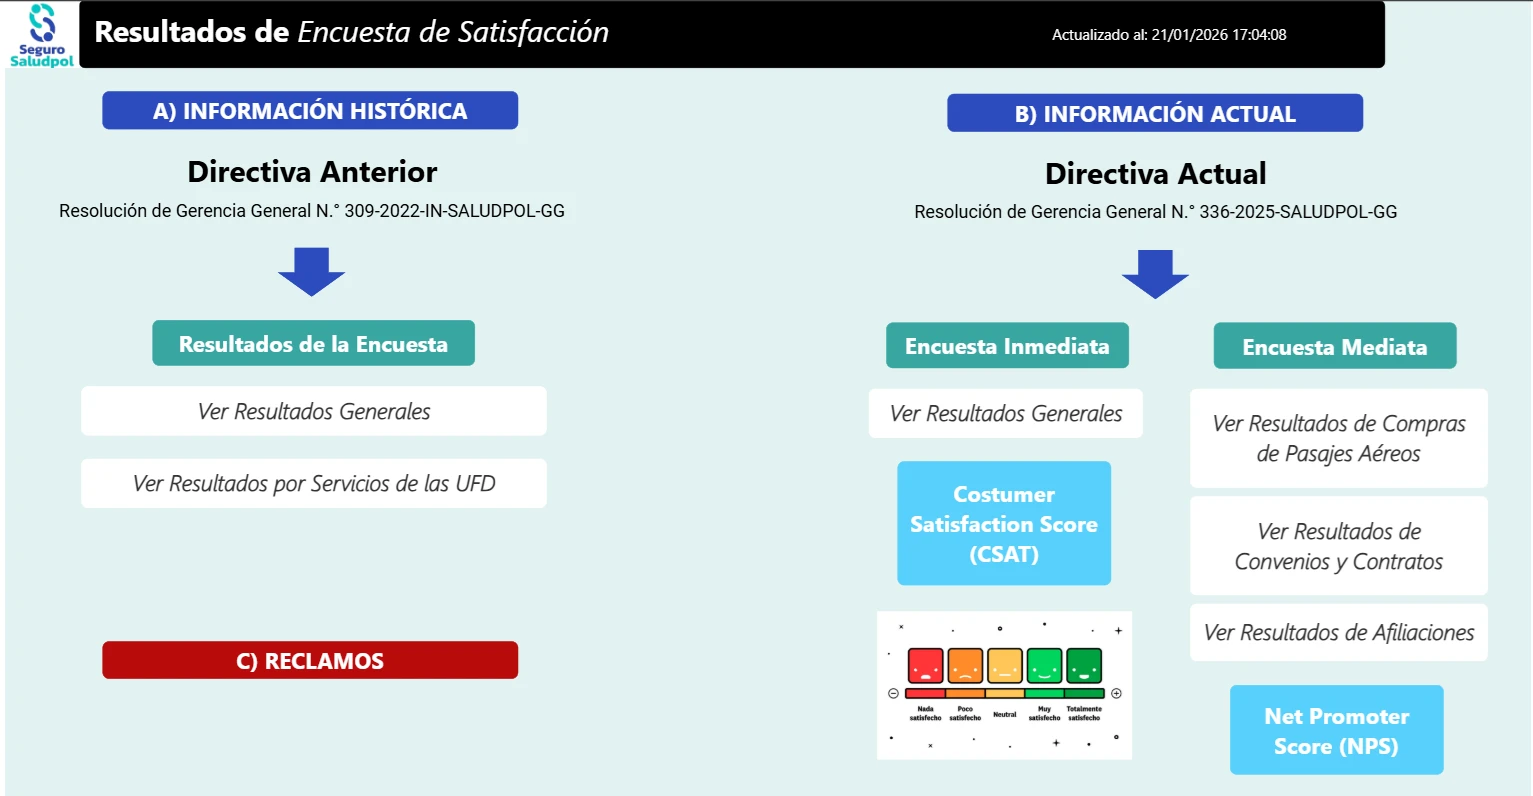 Seguro
Saludpol
Resultados de Encuesta de Satisfacción
Actualizado al: 21/01/2026 17:04:08
A) INFORMACIÓN HISTÓRICA
Directiva Anterior
Resolución de Gerencia General N.° 309-2022-IN-SALUDPOL-GG
Resultados de la Encuesta
Ver Resultados Generales
Ver Resultados por Servicios de las UFD
C) RECLAMOS
B) INFORMACIÓN ACTUAL
Directiva Actual
Resolución de Gerencia General N.° 336-2025-SALUDPOL-GG
Encuesta Inmediata
Ver Resultados Generales
Costumer
Satisfaction Score
(CSAT)
Nada
satisfecho
Poco
satisfecho
Neutral
Muy
satisfecho
Totalmente
satisfecho
Encuesta Mediata
Ver Resultados de Compras
de Pasajes Aéreos
Ver Resultados de
Convenios y Contratos
Ver Resultados de Afiliaciones
Net Promoter
Score (NPS)